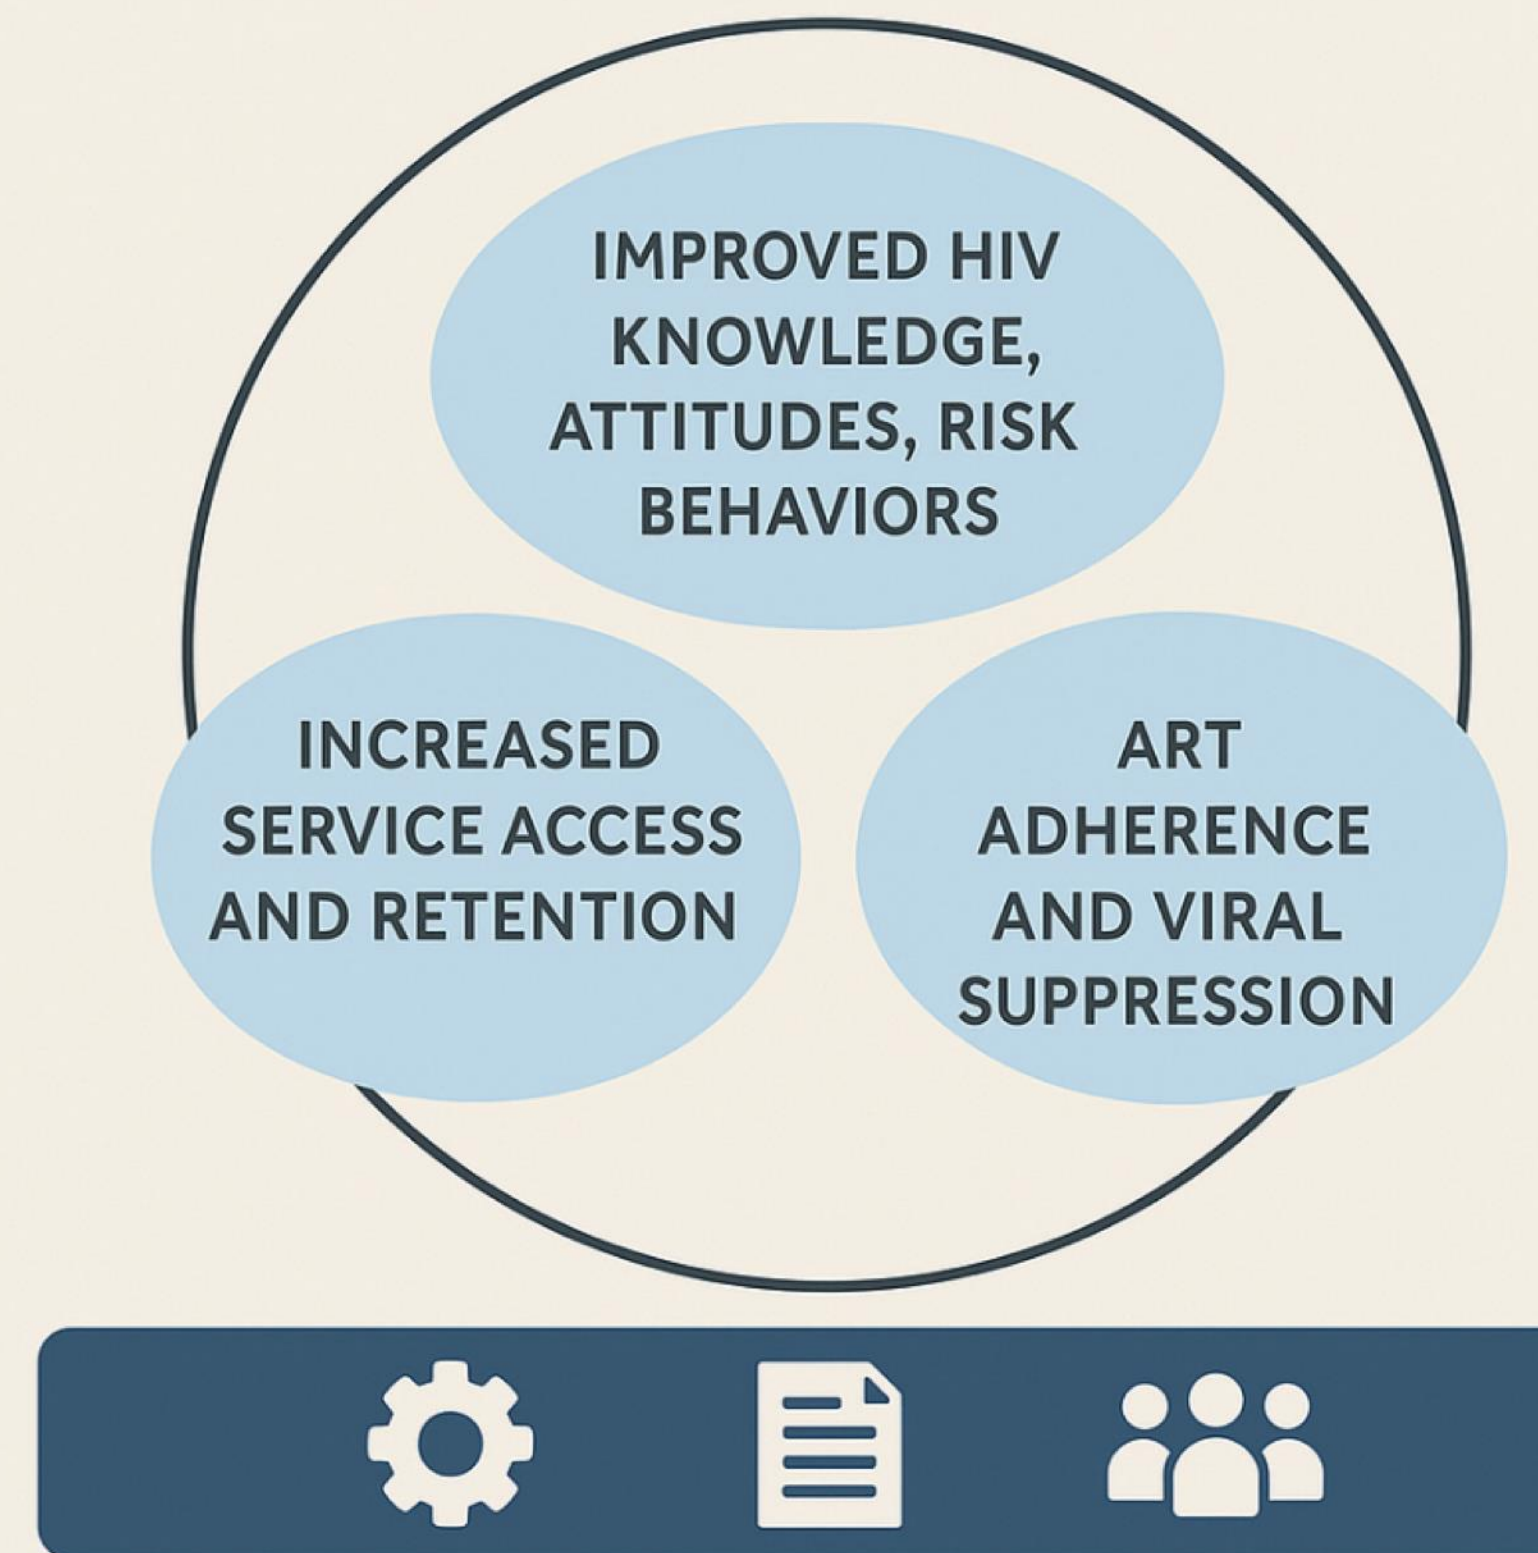 IMPROVED HIV
KNOWLEDGE,
ATTITUDES, RISK
BEHAVIORS
INCREASED
SERVICE ACCESS
AND RETENTION
ART
ADHERENCE
AND VIRAL
SUPPRESSION